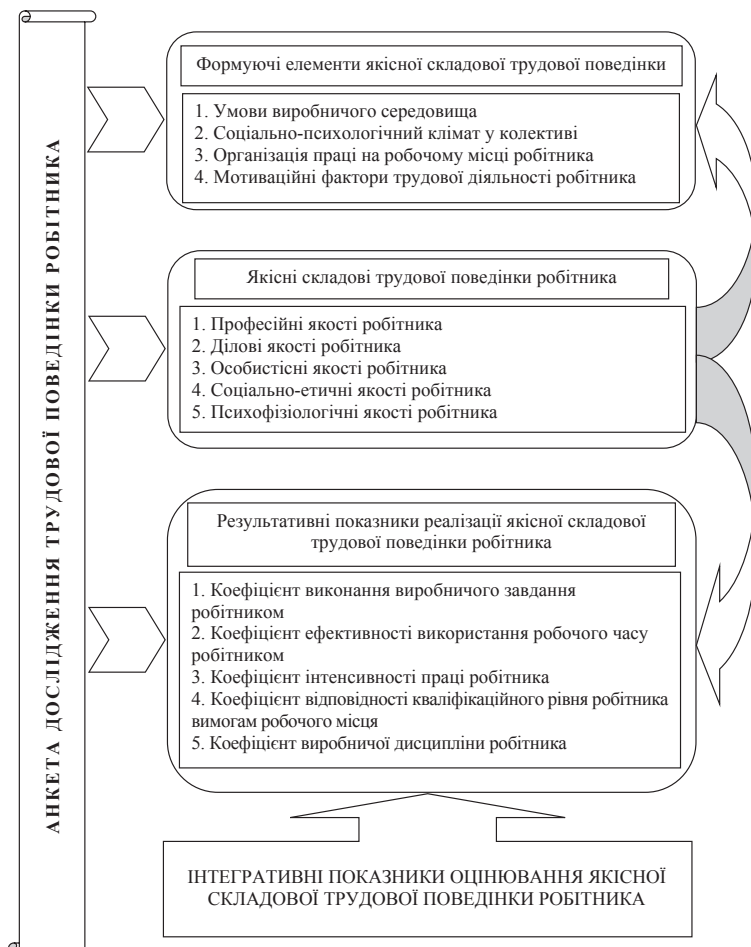 АНКЕТА ДОСЛІДЖЕННЯ ТРУДОВОЇ ПОВЕДІНКИ РОБІТНИКА
Формуючі елементи якісної складової трудової поведінки
1. Умови виробничого середовища
2. Соціально-психологічний клімат у колективі
3. Організація праці на робочому місці робітника
4. Мотиваційні фактори трудової діяльності робітника
Якісні складові трудової поведінки робітника
1. Професійні якості робітника
2. Ділові якості робітника
3. Особистісні якості робітника
4. Соціально-етичні якості робітника
5. Психофізіологічні якості робітника
Результативні показники реалізації якісної складової
трудової поведінки робітника
1. Коефіцієнт виконання виробничого завдання
робітником
2. Коефіцієнт ефективності використання робочого часу
робітником
3. Коефіцієнт інтенсивності праці робітника
4. Коефіцієнт відповідності кваліфікаційного рівня робітника
вимогам робочого місця
5. Коефіцієнт виробничої дисципліни робітника
ІНТЕГРАТИВНІ ПОКАЗНИКИ ОЦІНЮВАННЯ ЯКІСНОЇ
СКЛАДОВОЇ ТРУДОВОЇ ПОВЕДІНКИ РОБІТНИКА